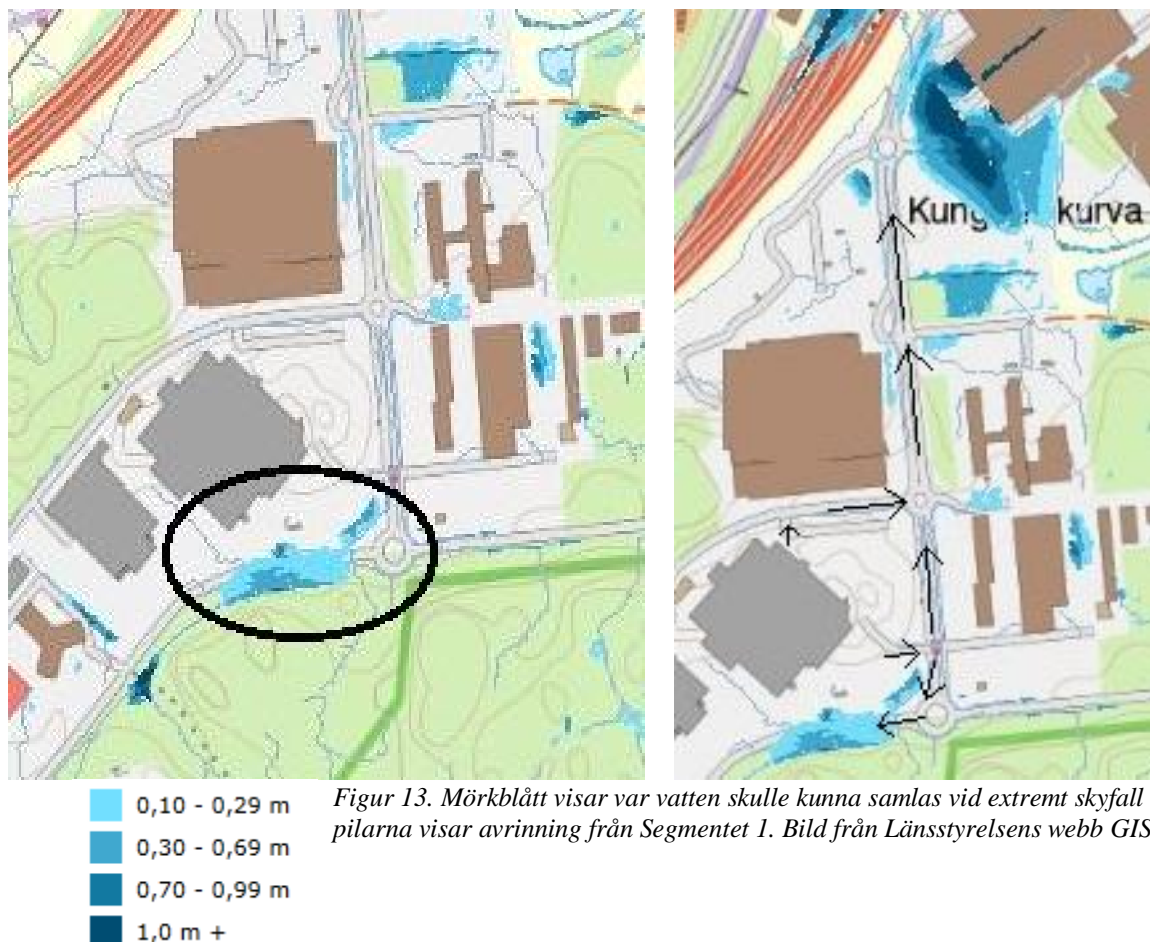 Kung
kurva
0,10 - 0,29 m
0,30 - 0,69 m
0,70 - 0,99 m
1,0 m +
Figur 13. Mörkblått visar var vatten skulle kunna samlas vid extremt skyfall
pilarna visar avrinning från Segmentet 1. Bild från Länsstyrelsens webb GIS